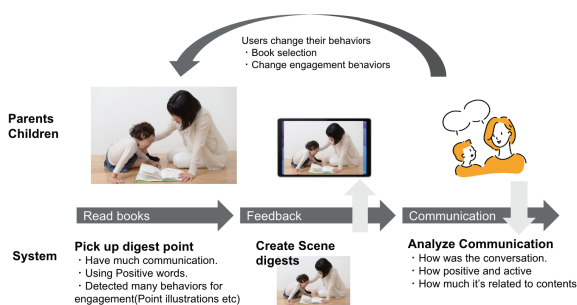 Users change their behaviors
・Book selection
・Change engagement behaviors
Parents
Children
Read books
Feedback
Communication
System
Pick up digest point
・Have much communication.
・Using Positive words.
・Detected many behaviors for
engagement(Point illustrations etc)
Create Scene
digests
Analyze Communication
・How was the conversation.
・How positive and active
・How much it's related to contents